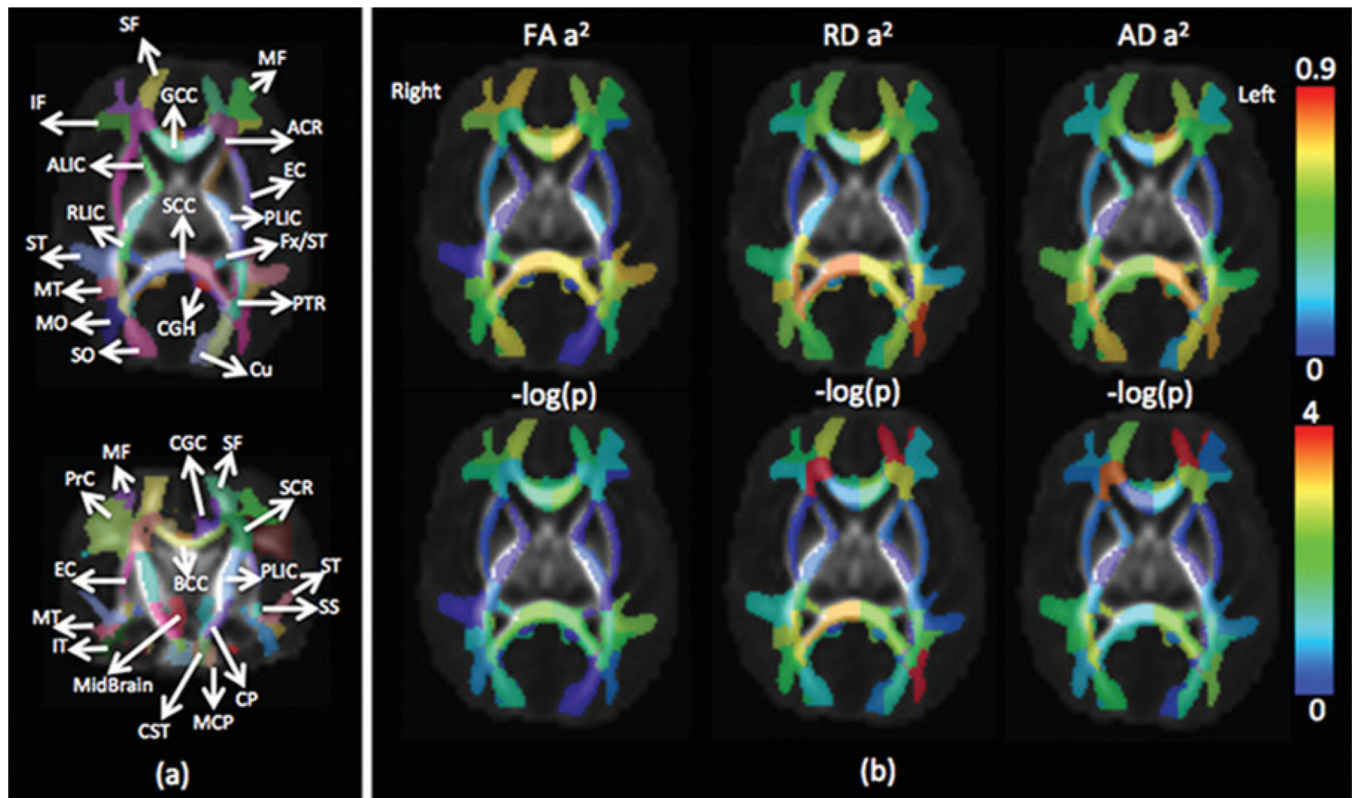 SF
MF
IF
GCC
ACR
ALIC
EC
SCC
PLIC
RLIC
ST
Fx/ST
MT
PTR
MO
CGH
SO
Cu
CGC
SF
MF
PrC
SCR
EC
BCC
PLIC
ST
SS
MT
IT
MidBrain
CP
CST
MCP
(a)
FA a²
RD a²
AD a²
Right
Left
0.9
0
-log(p)
-log(p)
-log(p)
4
0
(b)